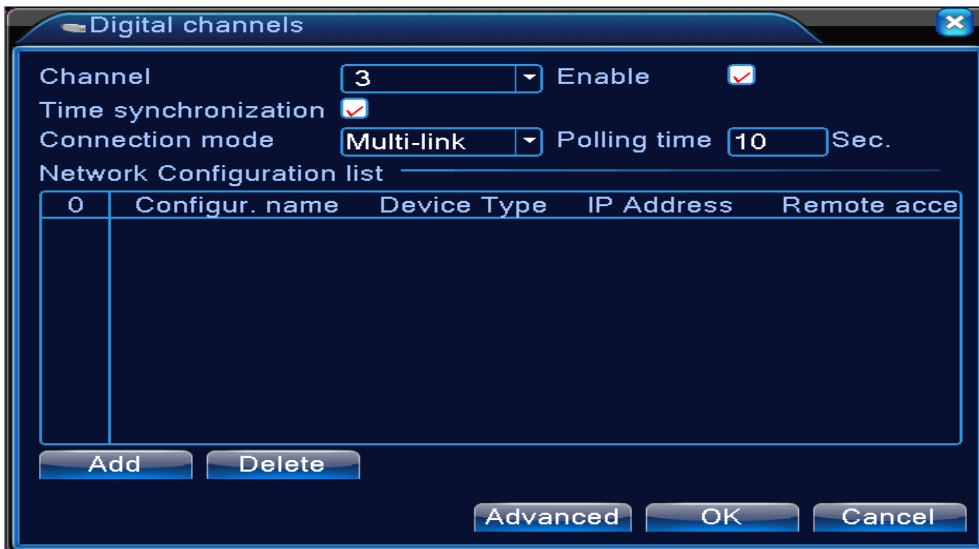 Digital channels
Channel 3 Enable
Time synchronization
Connection mode Multi-link Polling time 10 Sec.
Network Configuration list
0 Configur. name Device Type IP Address Remote acce
Add Delete
Advanced OK Cancel